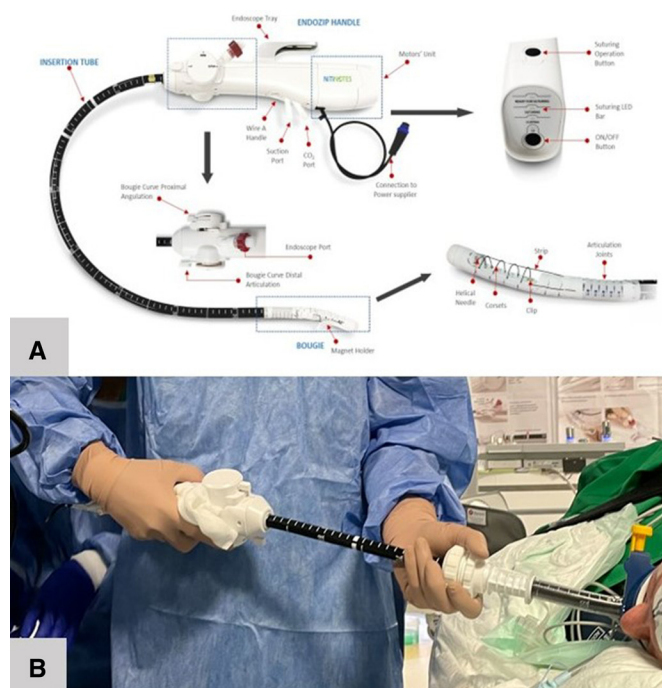 Endoscope Tray
ENDOZIP HANDLE
INSERTION TUBE
Motors' Unit
Wire A
Handle
Suction
Port
CO₂
Port
Connection to
Power supplier
Suturing
Operation
Button
Suturing LED
Bar
ON/OFF
Button
Bougie Curve Proximal
Angulation
Endoscope Port
Bougie Curve Distal
Articulation
Strip
Articulation
Joints
Helical
Needle
Conats
Clip
BOUGIE
Magnet Holder
A
B